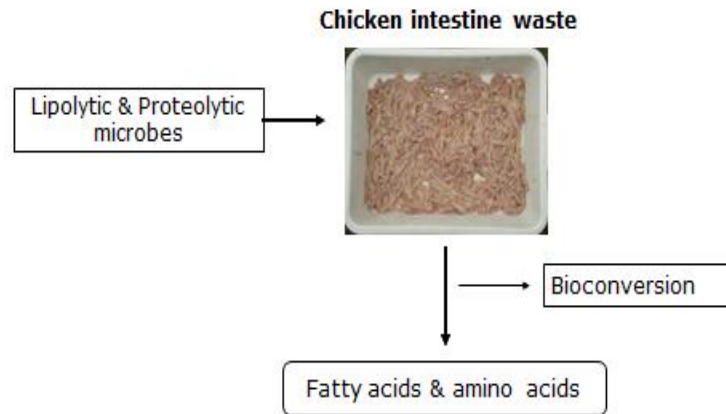 Chicken intestine waste
Lipolytic & Proteolytic
microbes
Bioconversion
Fatty acids & amino acids